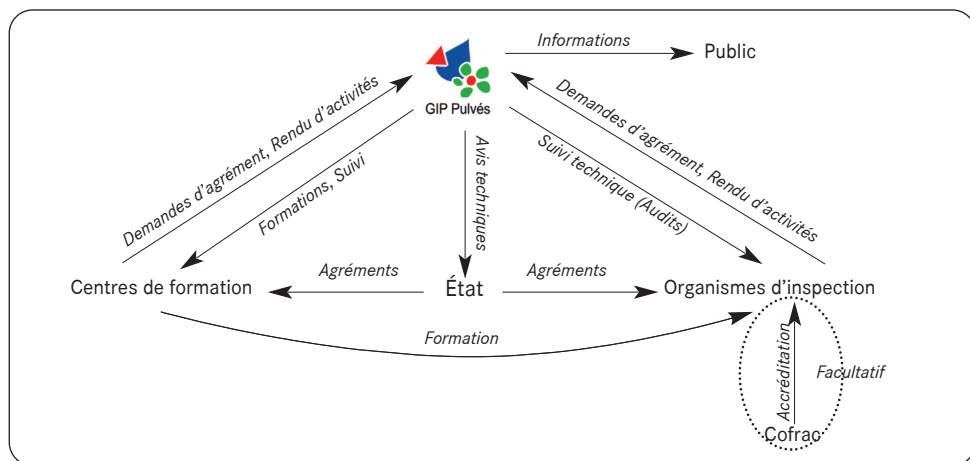 Informations
Public
GIP Pulvés
Demandes d'agrément, Rendu d'activités
Formations, Suivi
Avis techniques
Suivi technique (Audits)
Demandes d'agrément, Rendu d'activités
Centres de formation
Agréments
État
Agréments
Organismes d'inspection
Formation
Accréditation
Facultatif
Cofrac